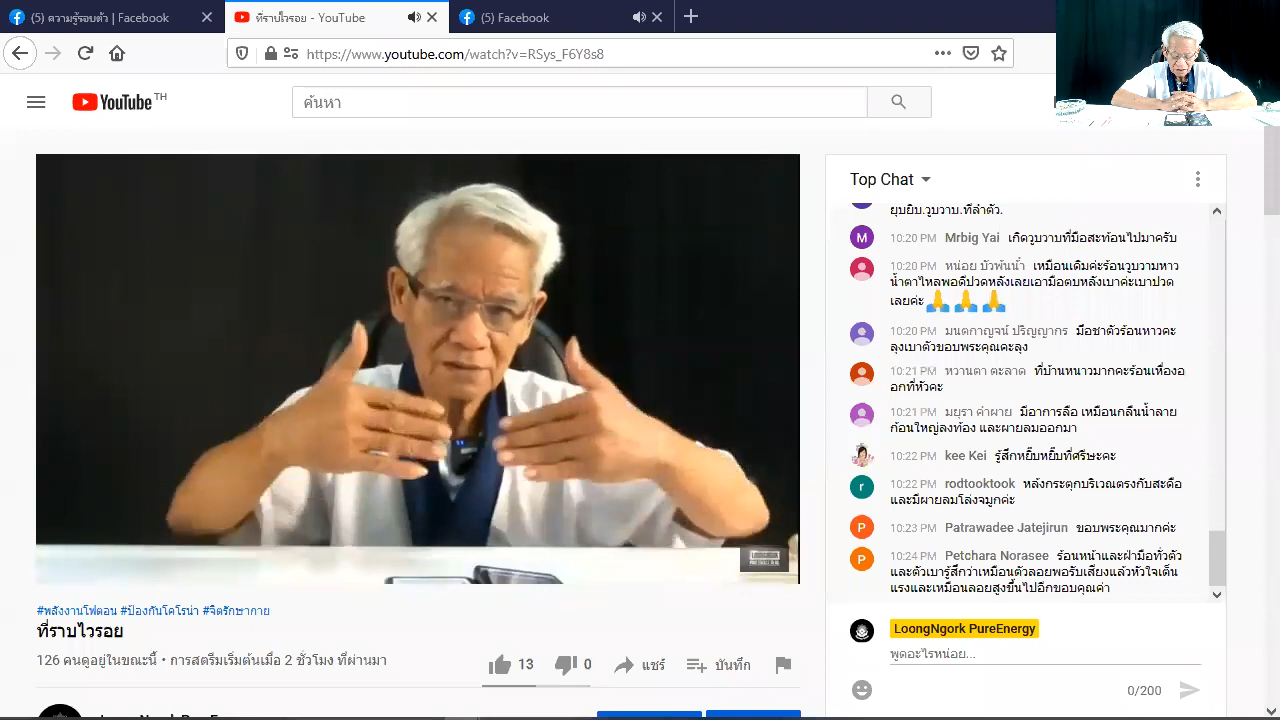 (5) ความรู้รอบตัว | Facebook
ที่ราบไวรอย - YouTube
(5) Facebook
https://www.youtube.com/watch?v=RSys_F6Y8s8
YouTube TH
ค้นหา
Top Chat
ยุบยิบ.วูบวาบ.ที่ลำตัว.
M
10:20 PM Mrbig Yai เกิดวูบวาบที่มือสะท้อนไปมาครับ
10:20 PM หน่อย บัวพ้นน้ำ เหมือนเดิมค่ะร้อนวูบวามหาว
น้ำตาไหลพอดีปวดหลังเลยเอามือตบหลังเบาค่ะเบาปวด
เลยค่ะ
10:20 PM มนตกาญจน์ ปริญญากร มือชาตัวร้อนหาวคะ
ลุงเบาตัวขอบพระคุณคะลุง
10:21 PM หวานตา ตะลาด ที่บ้านหนาวมากคะร้อนเหื่องอ
อกที่หัวคะ
10:21 PM มยุรา คำผาย มีอาการลือ เหมือนกลืนน้ำลาย
ก้อนใหญ่ลงท้อง และผายลมออกมา
10:22 PM kee Kei รู้สึกหยิ๊บหยิ๊บที่ศรีษะคะ
r
10:22 PM rodtooktook หลังกระตุกบริเวณตรงกับสะดือ
และมีผายลมโล่งจมูกค่ะ
P
10:23 PM Patrawadee Jatejirun ขอบพระคุณมากค่ะ
P
10:24 PM Petchara Norasee ร้อนหน้าและฝ่ามือทั่วตัว
และตัวเบารู้สึกว่าเหมือนตัวลอยพอรับเสี่ยงแล้วหัวใจเต็น
แรงและเหมือนลอยสูงขึ้นไปอีกขอบคุณค่า
#พลังงานโฟตอน #ป้องกันโคโรน่า #จิตรักษากาย
ที่ราบไวรอย
126 คนดูอยู่ในขณะนี้ • การสตรีมเริ่มต้นเมื่อ 2 ชั่วโมง ที่ผ่านมา
13
0
แชร์
บันทึก
LoongNgork PureEnergy
พูดอะไรหน่อย...
0/200